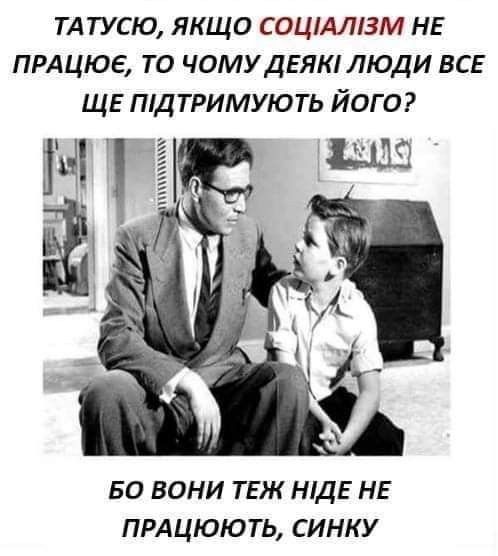 ТАТУСЮ, ЯКЩО СОЦІАЛІЗМ НЕ
ПРАЦЮЄ, ТО ЧОМУ ДЕЯКІ ЛЮДИ ВСЕ
ЩЕ ПІДТРИМУЮТЬ ЙОГО?
БО ВОНИ ТЕЖ НІДЕ НЕ
ПРАЦЮЮТЬ, СИНКУ